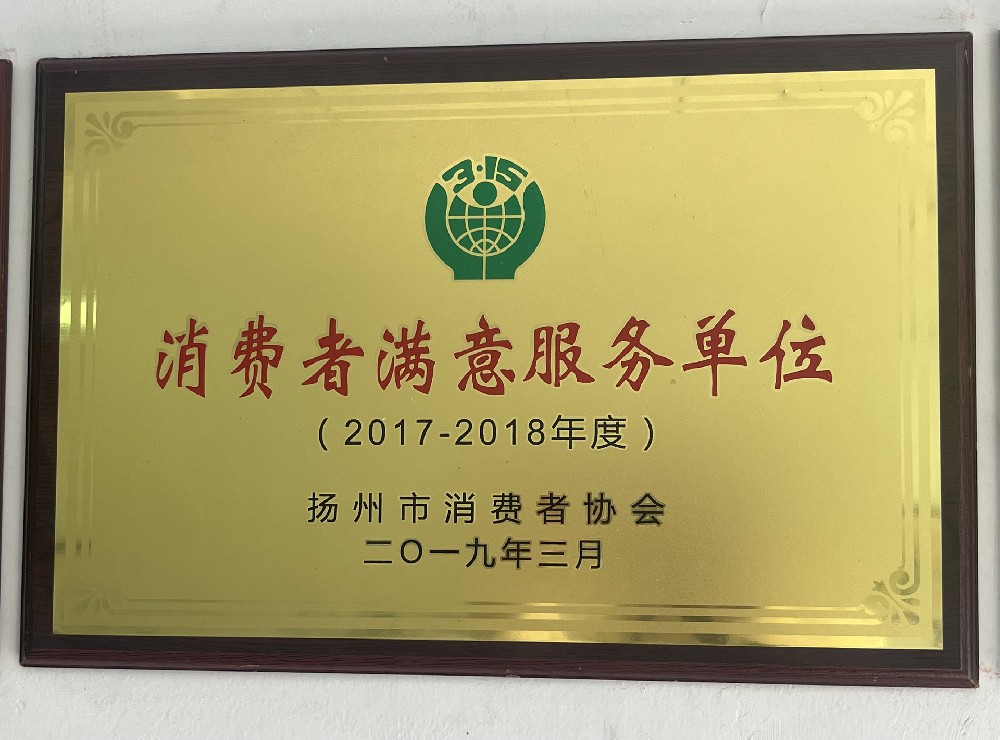 3·15
消费者满意服务单位
（2017-2018年度）
扬州市消费者协会
二〇一九年三月